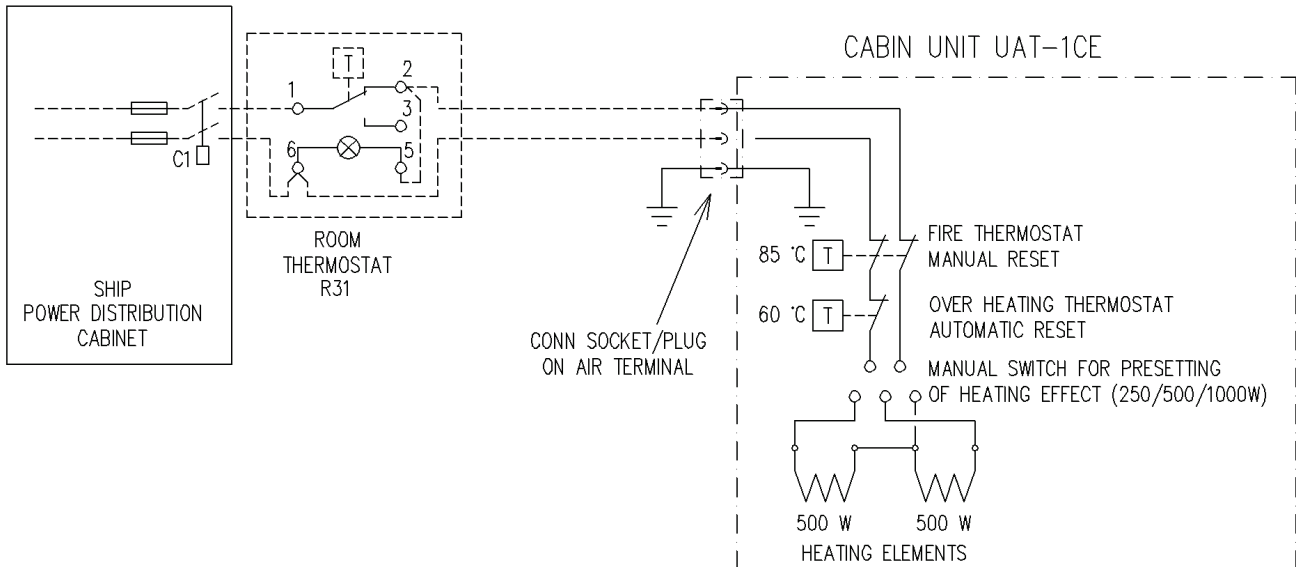 CABIN UNIT UAT-1CE
T
1
2
3
6
5
C1
ROOM
THERMOSTAT
R31
SHIP
POWER DISTRIBUTION
CABINET
CONN SOCKET/PLUG
ON AIR TERMINAL
85 °C T
FIRE THERMOSTAT
MANUAL RESET
60 °C T
OVER HEATING THERMOSTAT
AUTOMATIC RESET
MANUAL SWITCH FOR PRESETTING
OF HEATING EFFECT (250/500/1000W)
500 W
500 W
HEATING ELEMENTS